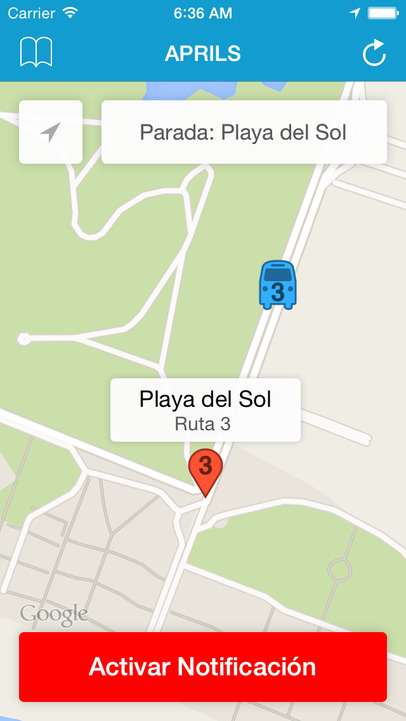 Carrier 6:36 AM
APRILS
Parada: Playa del Sol
3
Playa del Sol
Ruta 3
3
Google
Activar Notificación